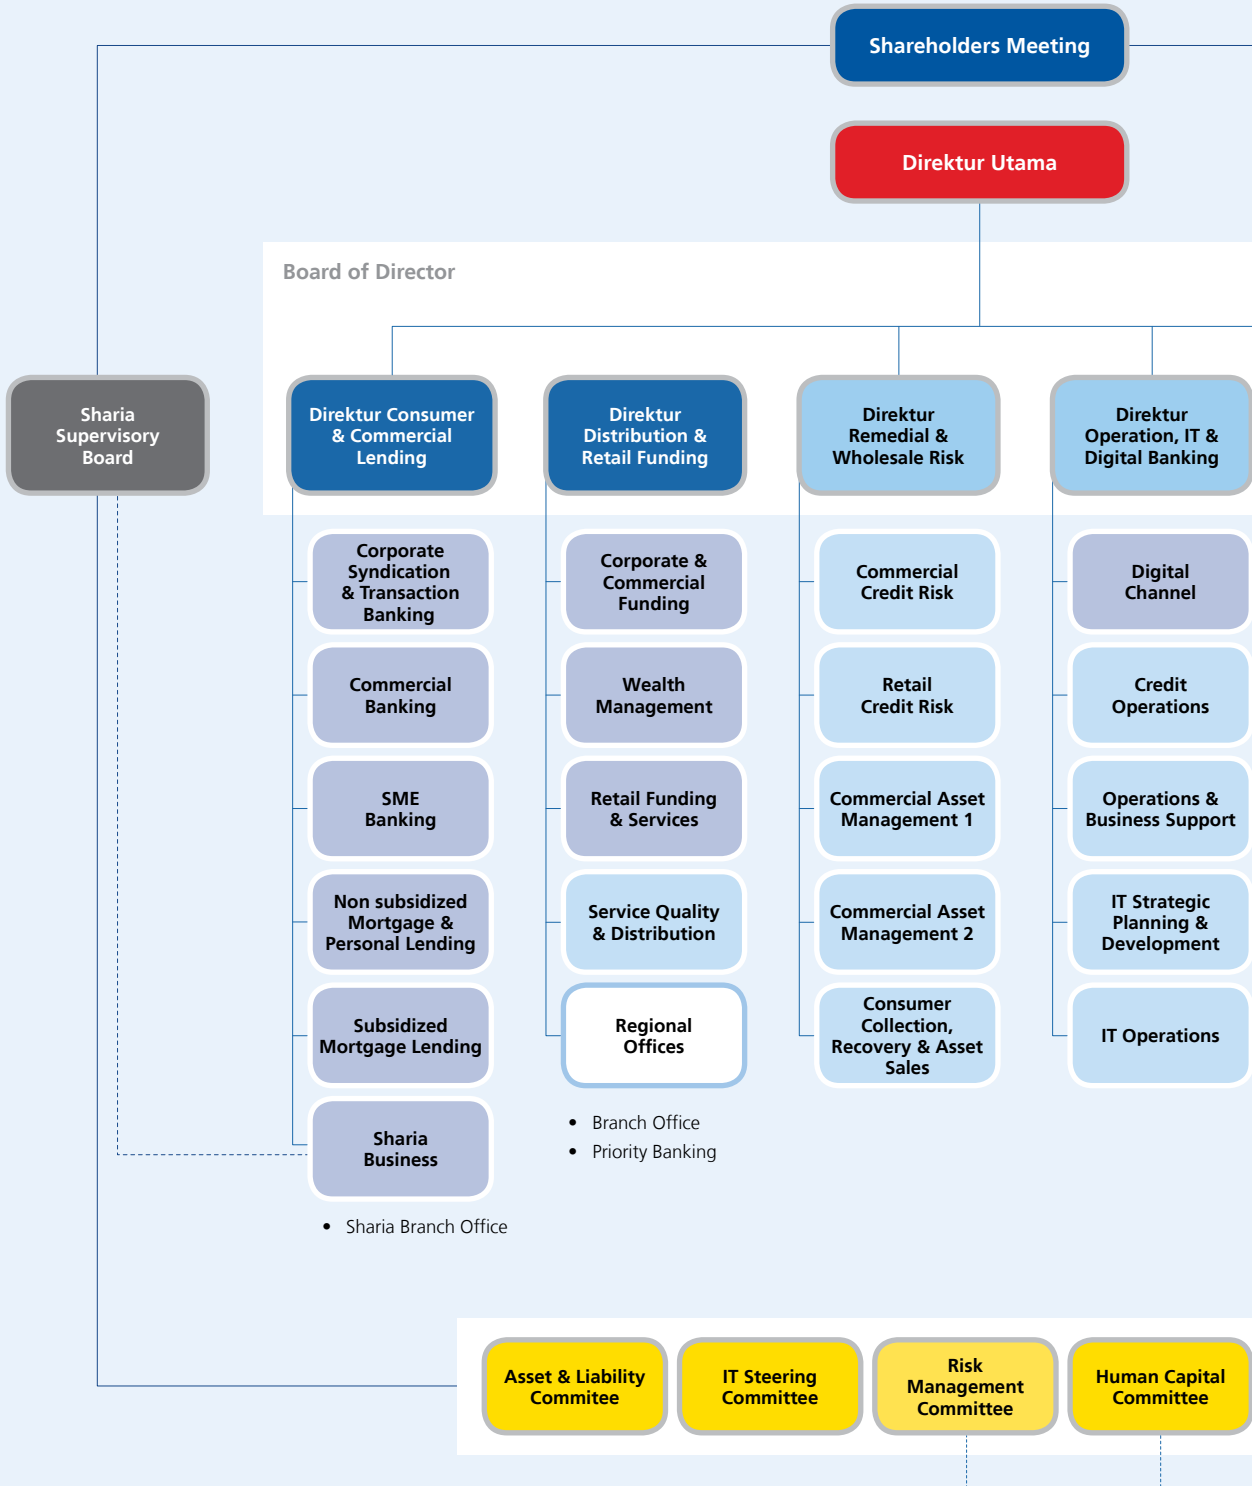 Shareholders Meeting
Direktur Utama
Board of Director
Sharia
Supervisory
Board
Direktur Consumer
& Commercial
Lending
Direktur
Distribution &
Retail Funding
Direktur
Remedial &
Wholesale Risk
Direktur
Operation, IT &
Digital Banking
Corporate
Syndication
& Transaction
Banking
Commercial
Banking
SME
Banking
Non subsidized
Mortgage &
Personal Lending
Subsidized
Mortgage Lending
Sharia
Business
• Sharia Branch Office
Corporate &
Commercial
Funding
Wealth
Management
Retail Funding
& Services
Service Quality
& Distribution
Regional
Offices
• Branch Office
• Priority Banking
Commercial
Credit Risk
Retail
Credit Risk
Commercial Asset
Management 1
Commercial Asset
Management 2
Consumer
Collection,
Recovery & Asset
Sales
Digital
Channel
Credit
Operations
Operations &
Business Support
IT Strategic
Planning &
Development
IT Operations
Asset & Liability
Commitee
IT Steering
Committee
Risk
Management
Committee
Human Capital
Committee